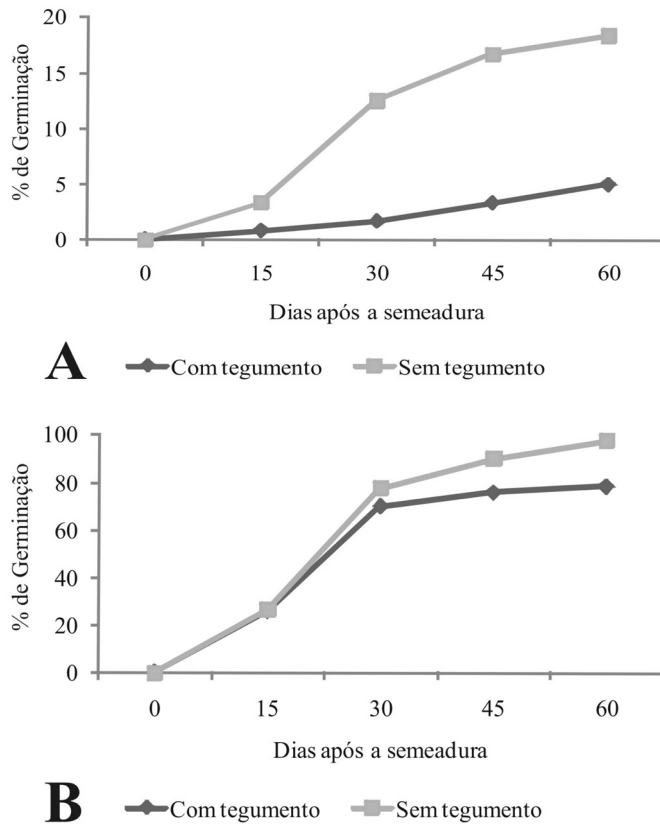 20
15
10
5
0
% de Germinação
0 15 30 45 60
Dias após a semeadura
A Com tegumento Sem tegumento
100
80
60
40
20
0
% de Germinação
0 15 30 45 60
Dias após a semeadura
B Com tegumento Sem tegumento